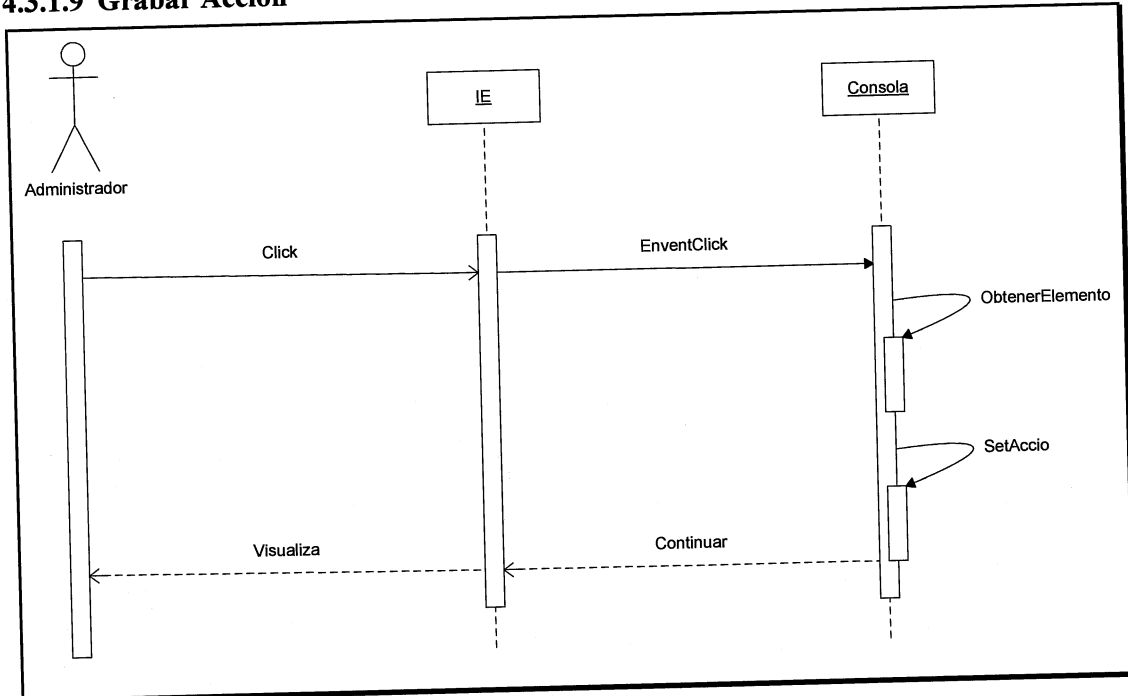 4.3.1.9 Grabar Acción
IE
Consola
Administrador
Click
EnventClick
ObtenerElemento
SetAccio
Visualiza
Continuar